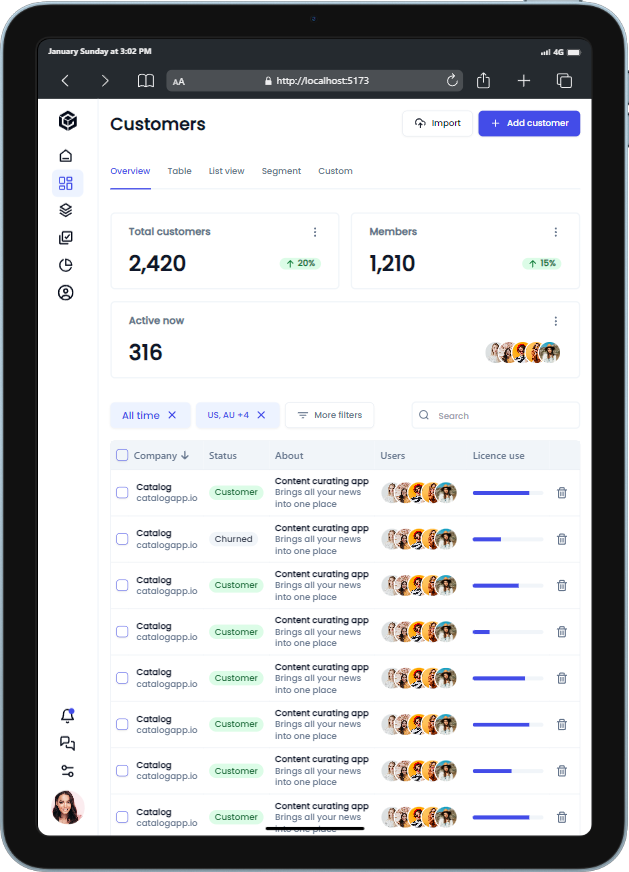 January Sunday at 3:02 PM
4G
AA
http://localhost:5173
Customers
Import
Add customer
Overview Table List view Segment Custom
Total customers
2,420
20%
Members
1,210
15%
Active now
316
All time
US, AU +4
More filters
Search
Company Status About Users Licence use
Catalog
catalogapp.io
Customer
Content curating app
Brings all your news
into one place
Catalog
catalogapp.io
Churned
Content curating app
Brings all your news
into one place
Catalog
catalogapp.io
Customer
Content curating app
Brings all your news
into one place
Catalog
catalogapp.io
Customer
Content curating app
Brings all your news
into one place
Catalog
catalogapp.io
Customer
Content curating app
Brings all your news
into one place
Catalog
catalogapp.io
Customer
Content curating app
Brings all your news
into one place
Catalog
catalogapp.io
Customer
Content curating app
Brings all your news
into one place
Catalog
catalogapp.io
Customer
Content curating app
Brings all your news
into one place